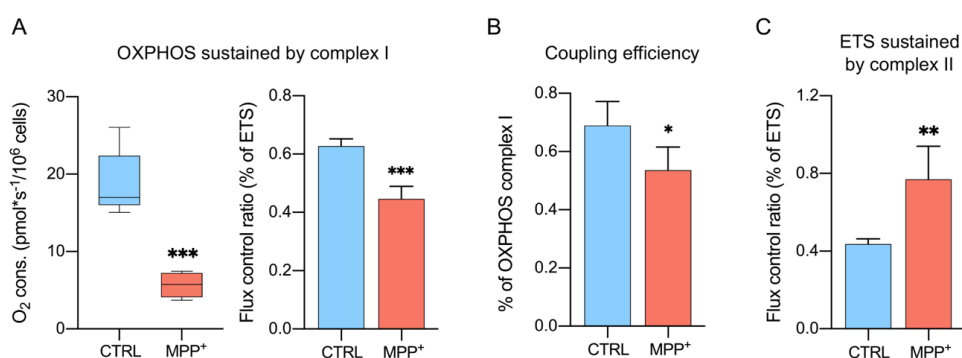 A
OXPHOS sustained by complex I
O₂ cons. (pmol*s⁻¹/10⁶ cells)
30
20
10
0
***
CTRL
MPP⁺
Flux control ratio (% of ETS)
0.8
0.6
0.4
0.2
0.0
***
CTRL
MPP⁺
B
Coupling efficiency
% of OXPHOS complex I
0.8
0.6
0.4
0.2
0.0
*
CTRL
MPP⁺
C
ETS sustained
by complex II
Flux control ratio (% of ETS)
1.2
0.8
0.4
0.0
**
CTRL
MPP⁺